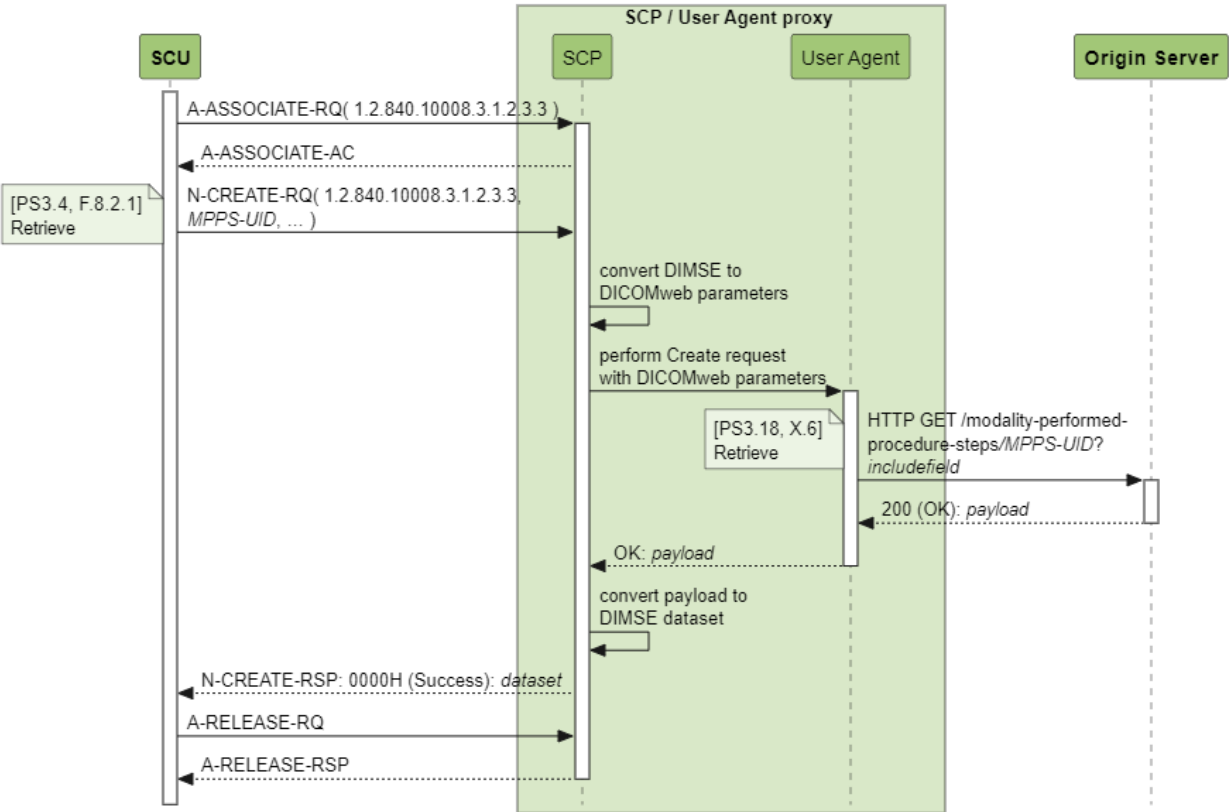 SCP / User Agent proxy
SCU
SCP
User Agent
Origin Server
A-ASSOCIATE-RQ( 1.2.840.10008.3.1.2.3.3 )
A-ASSOCIATE-AC
[PS3.4, F.8.2.1]
Retrieve
N-CREATE-RQ( 1.2.840.10008.3.1.2.3.3,
MPPS-UID, ... )
convert DIMSE to
DICOMweb parameters
perform Create request
with DICOMweb parameters
[PS3.18, X.6]
Retrieve
HTTP GET /modality-performed-
procedure-steps/MPPS-UID?
includefield
200 (OK): payload
OK: payload
convert payload to
DIMSE dataset
N-CREATE-RSP: 0000H (Success): dataset
A-RELEASE-RQ
A-RELEASE-RSP